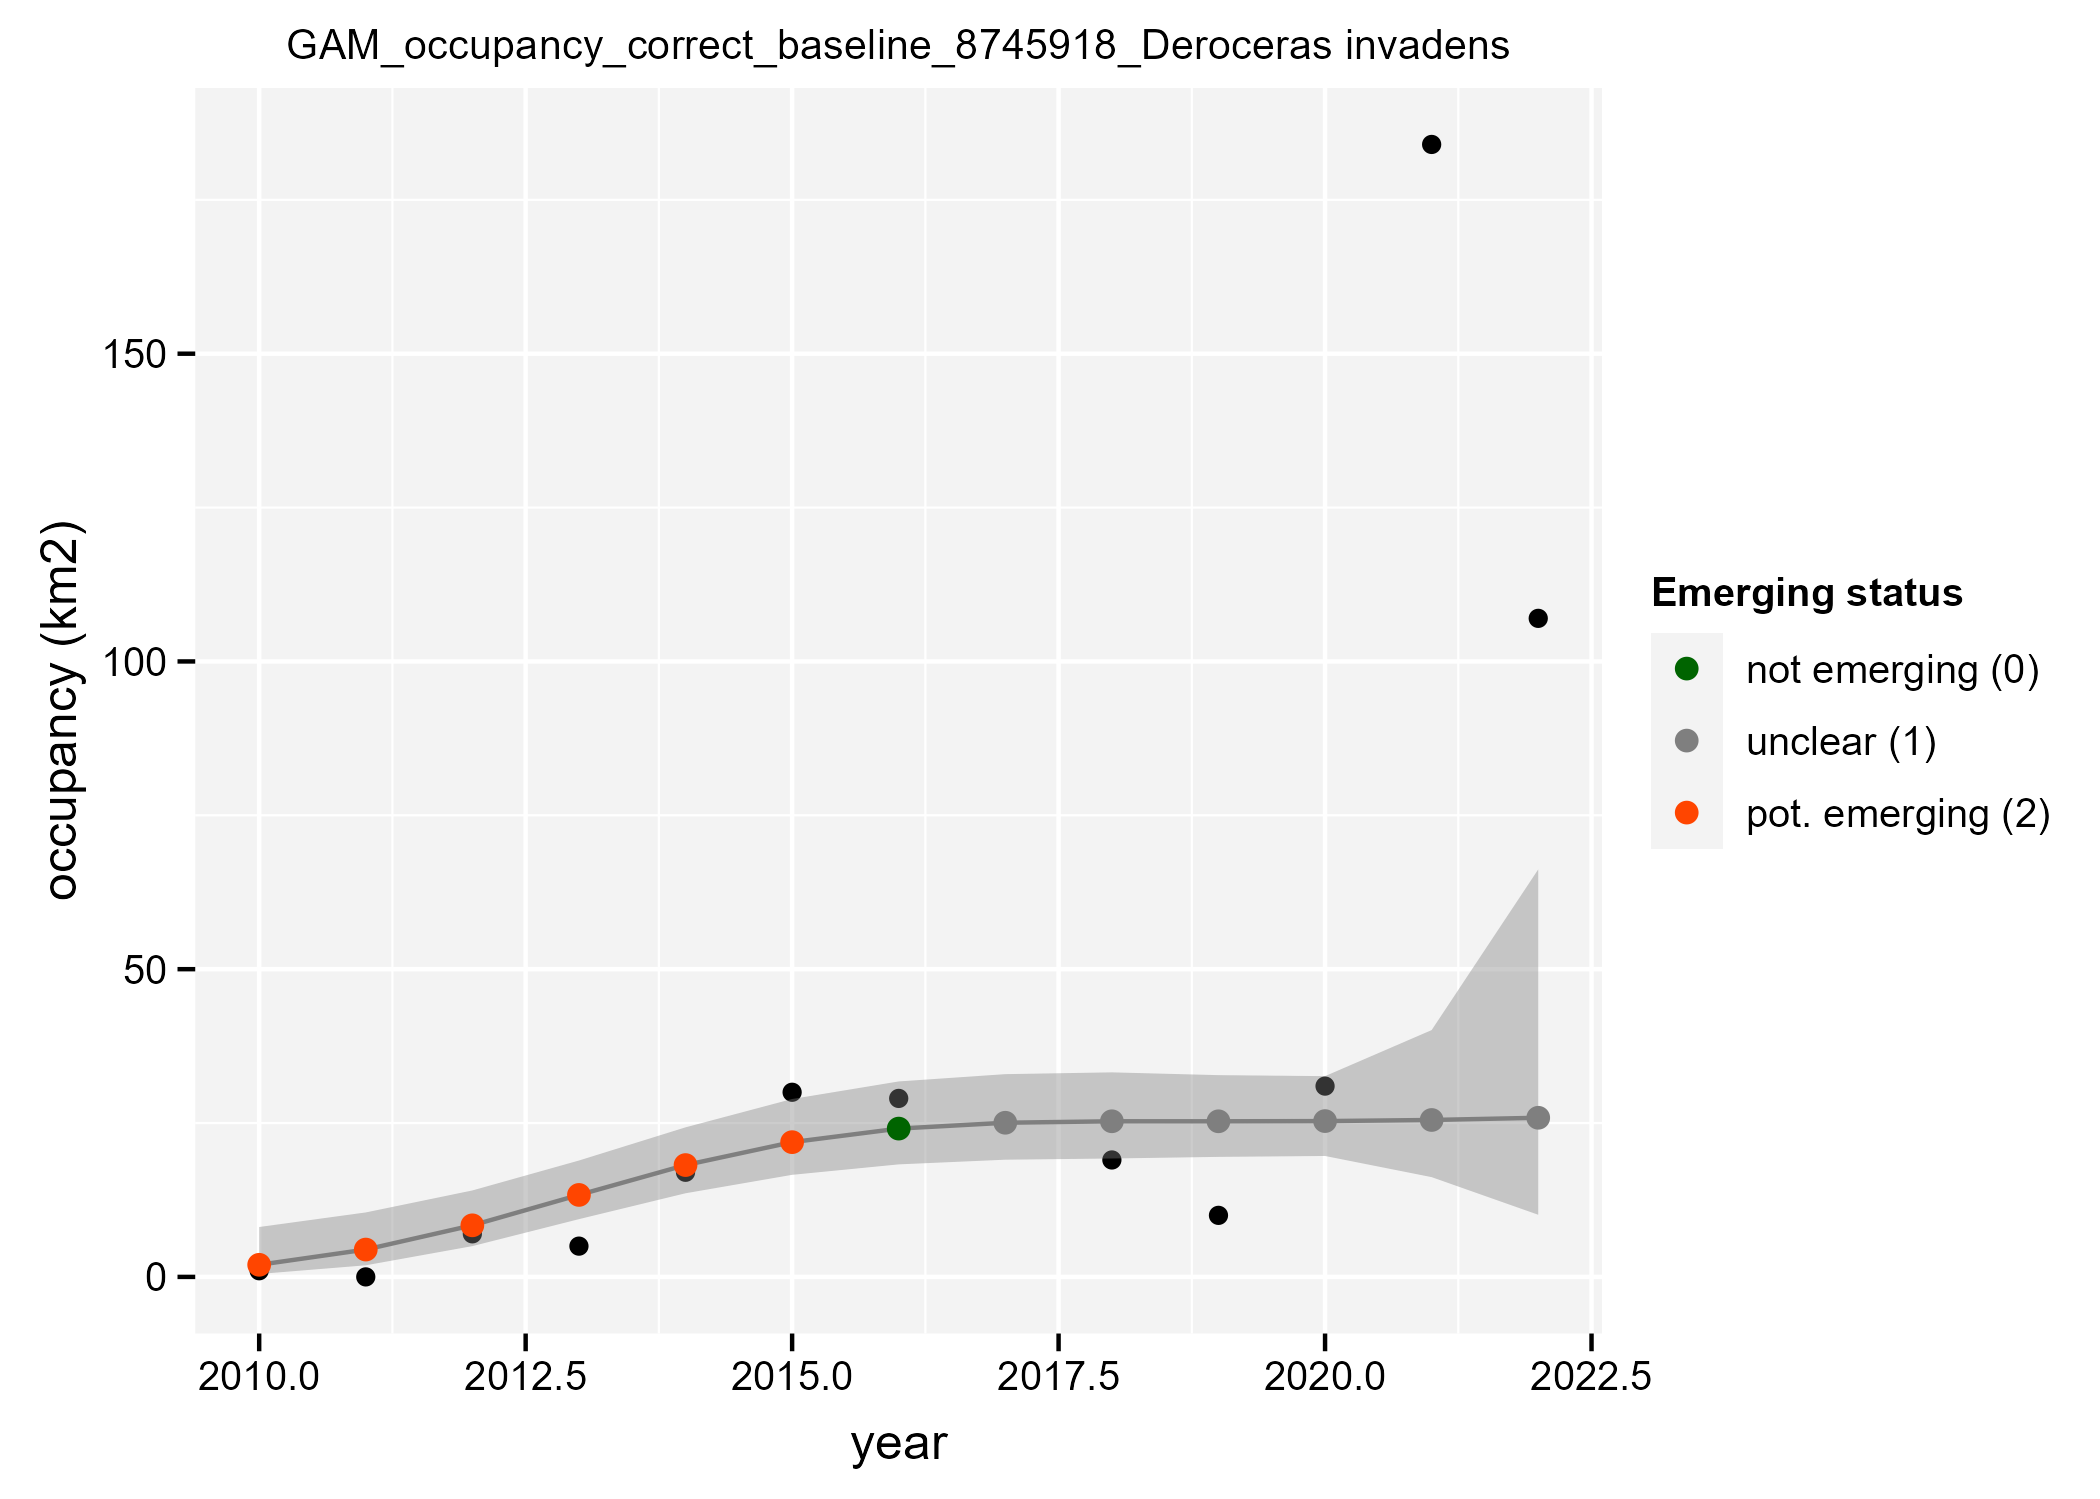 GAM_occupancy_correct_baseline_8745918_Deroceras invadens
occupancy (km2)
150
100
50
0
2010.0 2012.5 2015.0 2017.5 2020.0 2022.5
year
Emerging status
not emerging (0)
unclear (1)
pot. emerging (2)